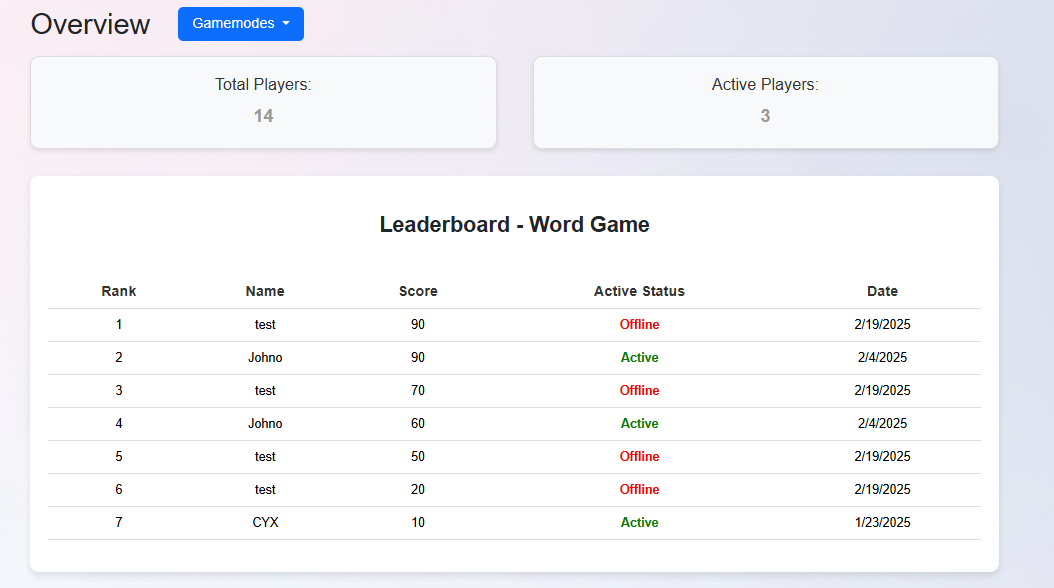 Overview Gamemodes
Total Players: Active Players:
14 3
Leaderboard - Word Game
Rank Name Score Active Status Date
1 test 90 Offline 2/19/2025
2 Johno 90 Active 2/4/2025
3 test 70 Offline 2/19/2025
4 Johno 60 Active 2/4/2025
5 test 50 Offline 2/19/2025
6 test 20 Offline 2/19/2025
7 CYX 10 Active 1/23/2025